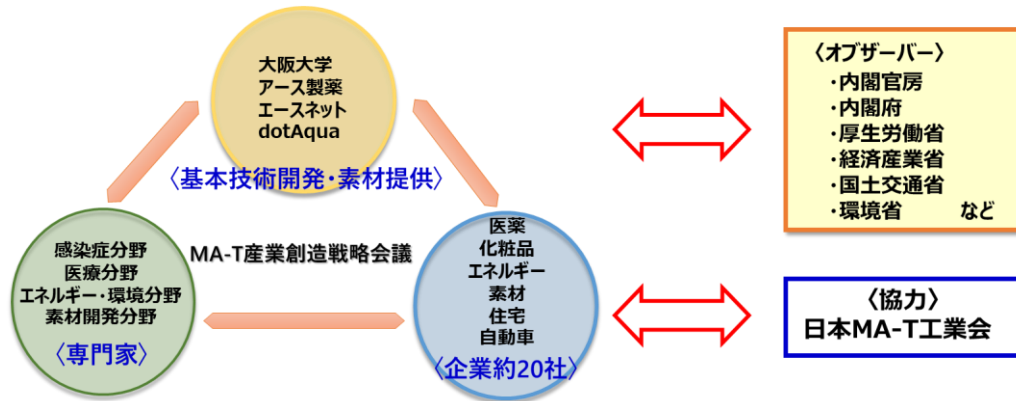 大阪大学
アース製薬
エースネット
dotAqua
〈基本技術開発・素材提供〉
感染症分野
医療分野
エネルギー・環境分野
素材開発分野
〈専門家〉
MA-T産業創造戦略会議
医薬
化粧品
エネルギー
素材
住宅
自動車
〈企業約20社〉
〈オブザーバー〉
・内閣官房
・内閣府
・厚生労働省
・経済産業省
・国土交通省
・環境省 など
〈協力〉
日本MA-T工業会